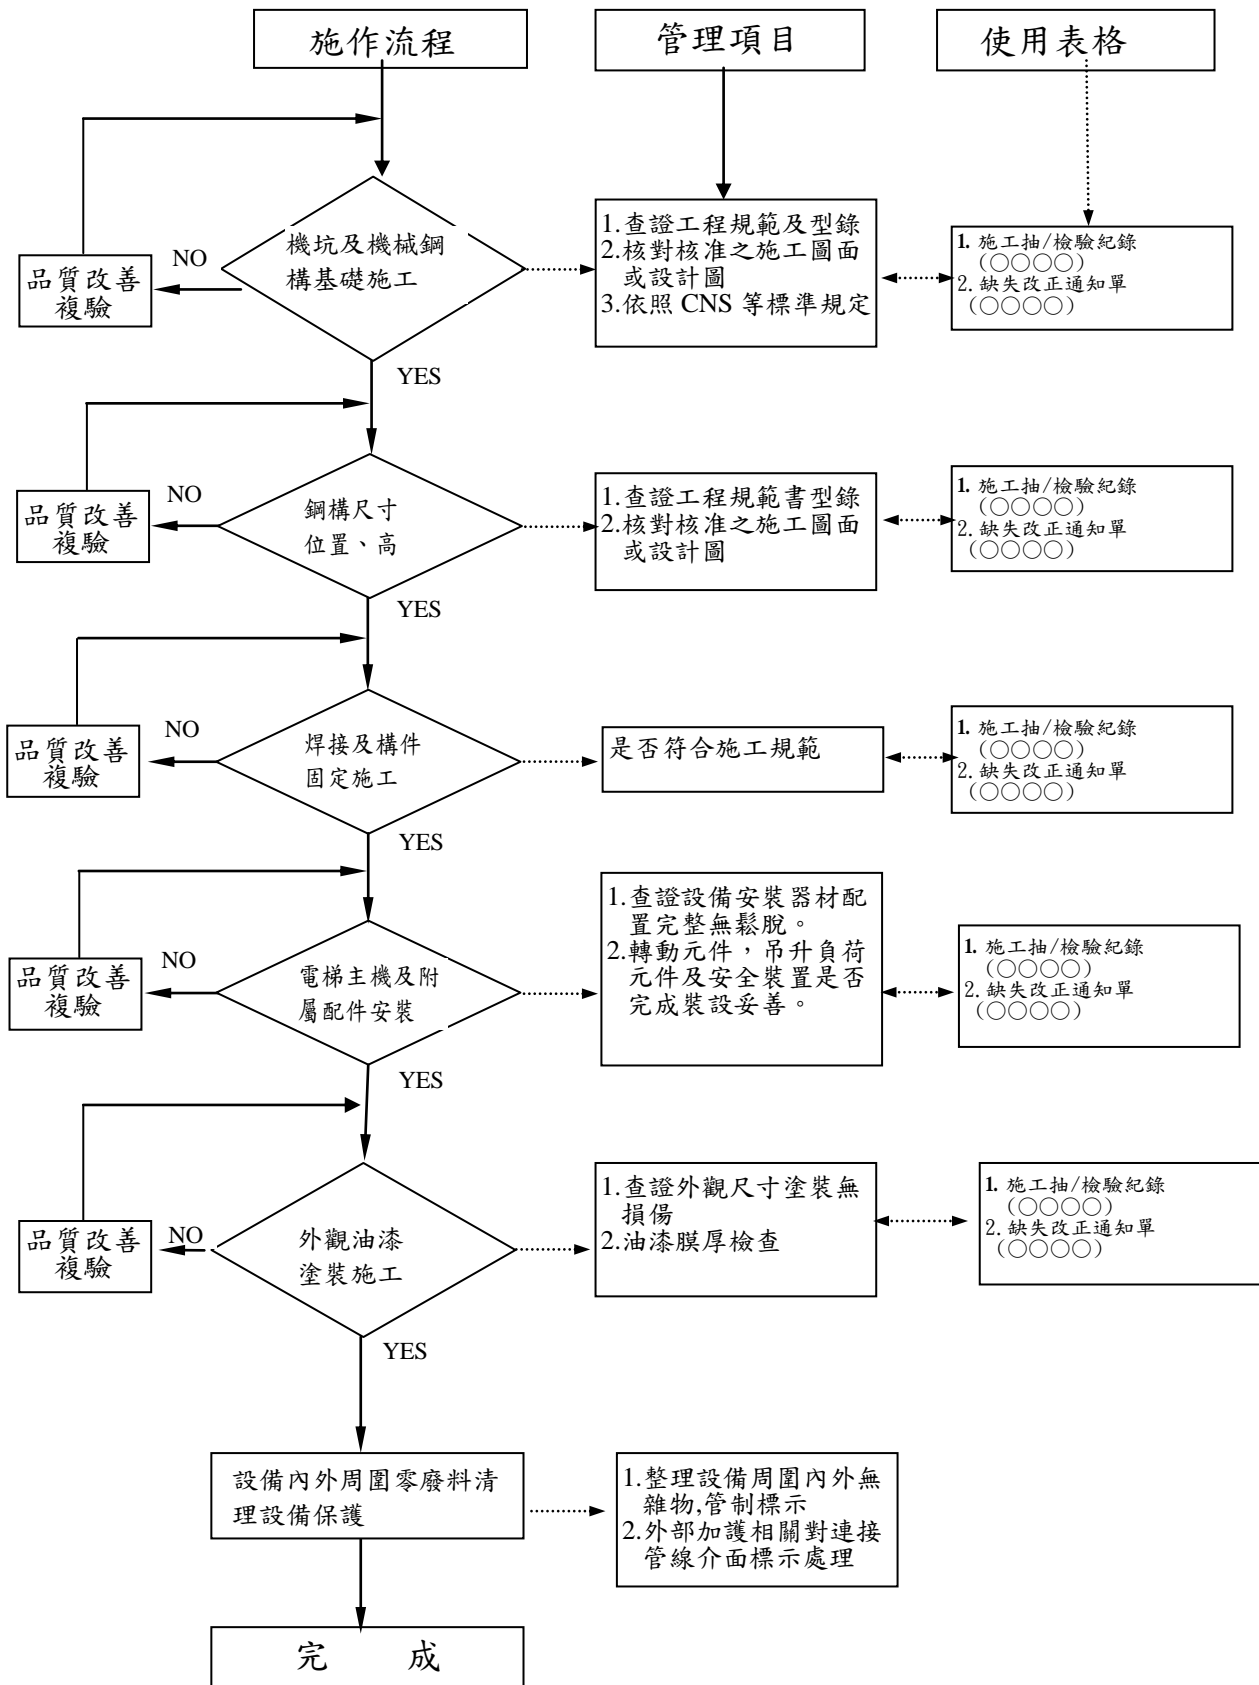 施作流程
管理項目
使用表格
機坑及機械鋼
構基礎施工
NO
品質改善
複驗
YES
1.查證工程規範及型錄
2.核對核准之施工圖面
或設計圖
3.依照 CNS 等標準規定
1. 施工抽/檢驗紀錄
(○○○○)
2. 缺失改正通知單
(○○○○)
鋼構尺寸
位置、高
NO
品質改善
複驗
YES
1.查證工程規範書型錄
2.核對核准之施工圖面
或設計圖
1. 施工抽/檢驗紀錄
(○○○○)
2. 缺失改正通知單
(○○○○)
焊接及構件
固定施工
NO
品質改善
複驗
YES
是否符合施工規範
1. 施工抽/檢驗紀錄
(○○○○)
2. 缺失改正通知單
(○○○○)
電梯主機及附
屬配件安裝
NO
品質改善
複驗
YES
1.查證設備安裝器材配
置完整無鬆脫。
2.轉動元件，吊升負荷
元件及安全裝置是否
完成裝設妥善。
1. 施工抽/檢驗紀錄
(○○○○)
2. 缺失改正通知單
(○○○○)
外觀油漆
塗裝施工
NO
品質改善
複驗
YES
1.查證外觀尺寸塗裝無
損傷
2.油漆膜厚檢查
1. 施工抽/檢驗紀錄
(○○○○)
2. 缺失改正通知單
(○○○○)
設備內外周圍零廢料清
理設備保護
1.整理設備周圍內外無
雜物,管制標示
2.外部加護相關對連接
管線介面標示處理
完 成